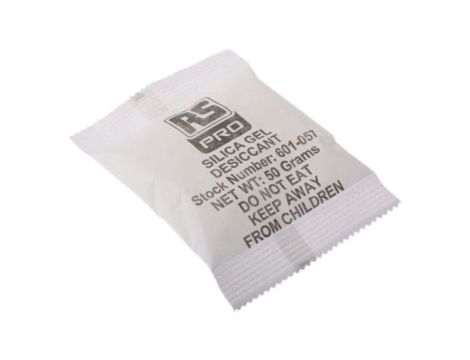 RS
PRO
SILICA GEL
DESICCANT
Stock Number: 601-057
NET WT: 50 Grams
DO NOT EAT
KEEP AWAY
FROM CHILDREN